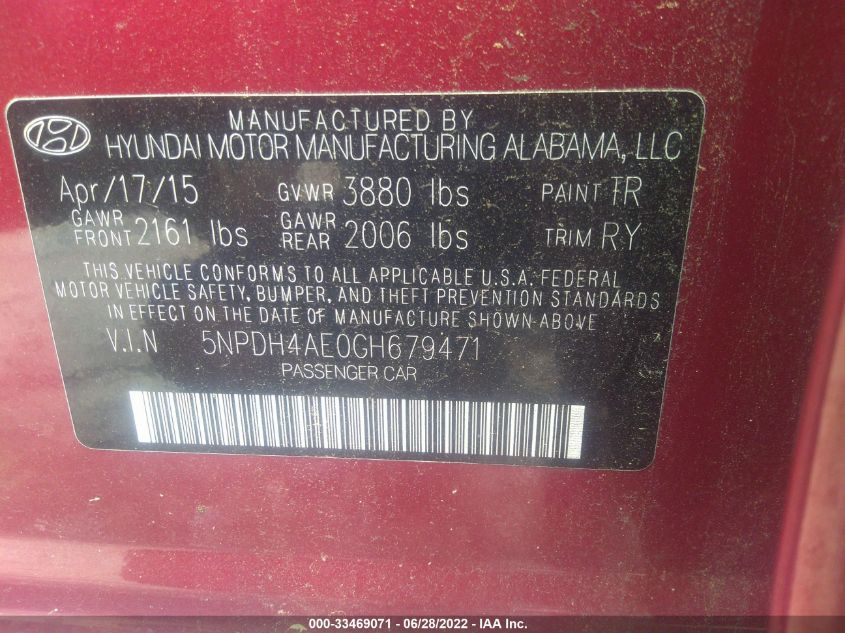 MANUFACTURED BY
HYUNDAI MOTOR MANUFACTURING ALABAMA, LLC
Apr/17/15 GVWR 3880 lbs PAINT TR
GAWR FRONT 2161 lbs GAWR REAR 2006 lbs TRIM RY
THIS VEHICLE CONFORMS TO ALL APPLICABLE U.S.A. FEDERAL
MOTOR VEHICLE SAFETY, BUMPER, AND THEFT PREVENTION STANDARDS
IN EFFECT ON THE DATE OF MANUFACTURE SHOWN ABOVE
V.I.N 5NPDH4AE0GH679471
PASSENGER CAR
000-33469071 - 06/28/2022 - IAA Inc.